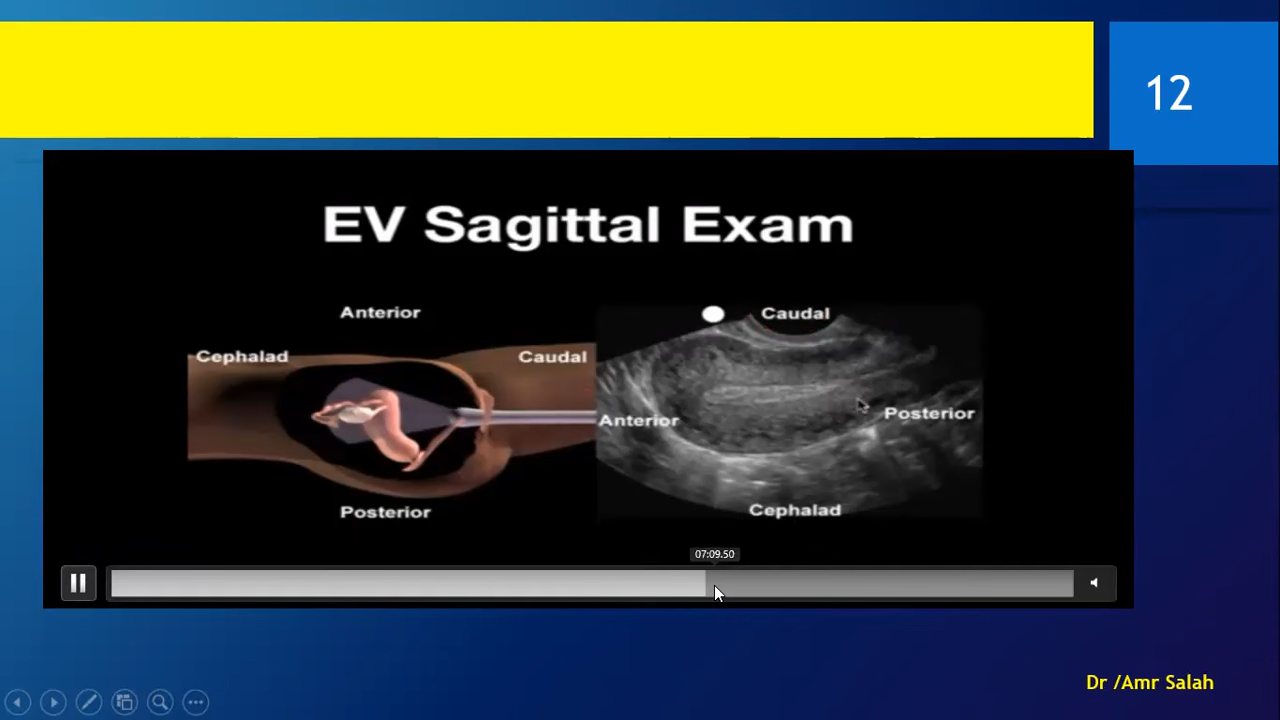 12
EV Sagittal Exam
Anterior
Cephalad
Caudal
Posterior
Caudal
Anterior
Posterior
Cephalad
07:09.50
Dr /Amr Salah